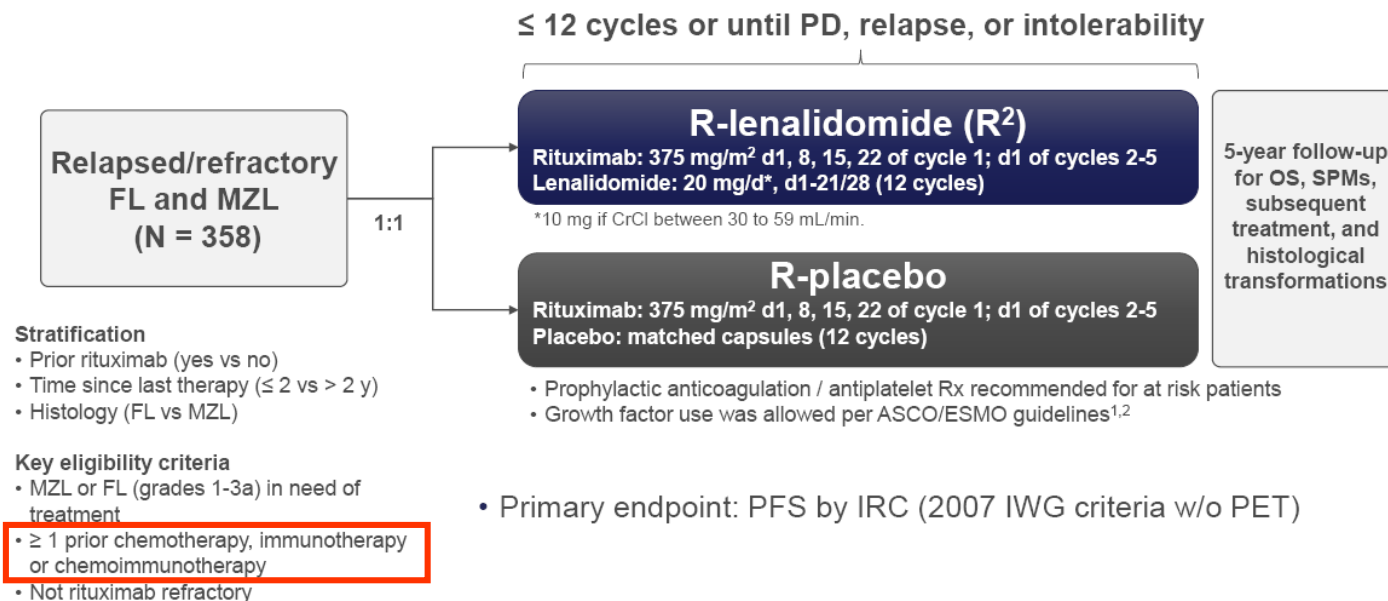 ≤ 12 cycles or until PD, relapse, or intolerability
Relapsed/refractory
FL and MZL
(N = 358)
1:1
R-lenalidomide (R²)
Rituximab: 375 mg/m² d1, 8, 15, 22 of cycle 1; d1 of cycles 2-5
Lenalidomide: 20 mg/d*, d1-21/28 (12 cycles)
*10 mg if CrCl between 30 to 59 mL/min.
R-placebo
Rituximab: 375 mg/m² d1, 8, 15, 22 of cycle 1; d1 of cycles 2-5
Placebo: matched capsules (12 cycles)
5-year follow-up
for OS, SPMs,
subsequent
treatment, and
histological
transformations
• Prophylactic anticoagulation / antiplatelet Rx recommended for at risk patients
• Growth factor use was allowed per ASCO/ESMO guidelines¹,²
Stratification
• Prior rituximab (yes vs no)
• Time since last therapy (≤ 2 vs > 2 y)
• Histology (FL vs MZL)
Key eligibility criteria
• MZL or FL (grades 1-3a) in need of
treatment
• ≥ 1 prior chemotherapy, immunotherapy
or chemoimmunotherapy
• Not rituximab refractory
• Primary endpoint: PFS by IRC (2007 IWG criteria w/o PET)